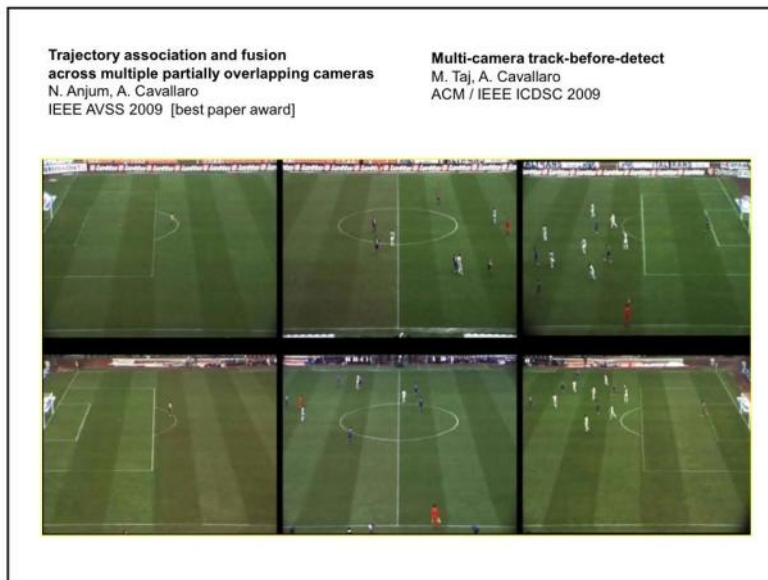 Trajectory association and fusion
across multiple partially overlapping cameras
N. Anjum, A. Cavallaro
IEEE AVSS 2009  [best paper award]
Multi-camera track-before-detect
M. Taj, A. Cavallaro
ACM / IEEE ICDSC 2009